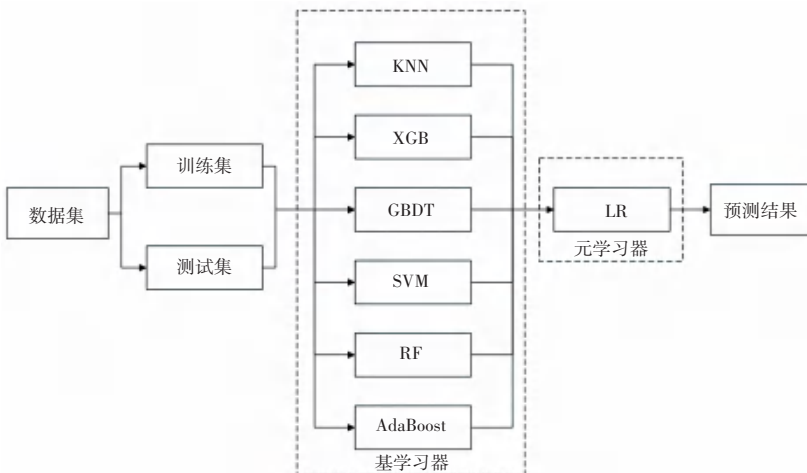 数据集
训练集
测试集
KNN
XGB
GBDT
SVM
RF
AdaBoost
基学习器
LR
元学习器
预测结果